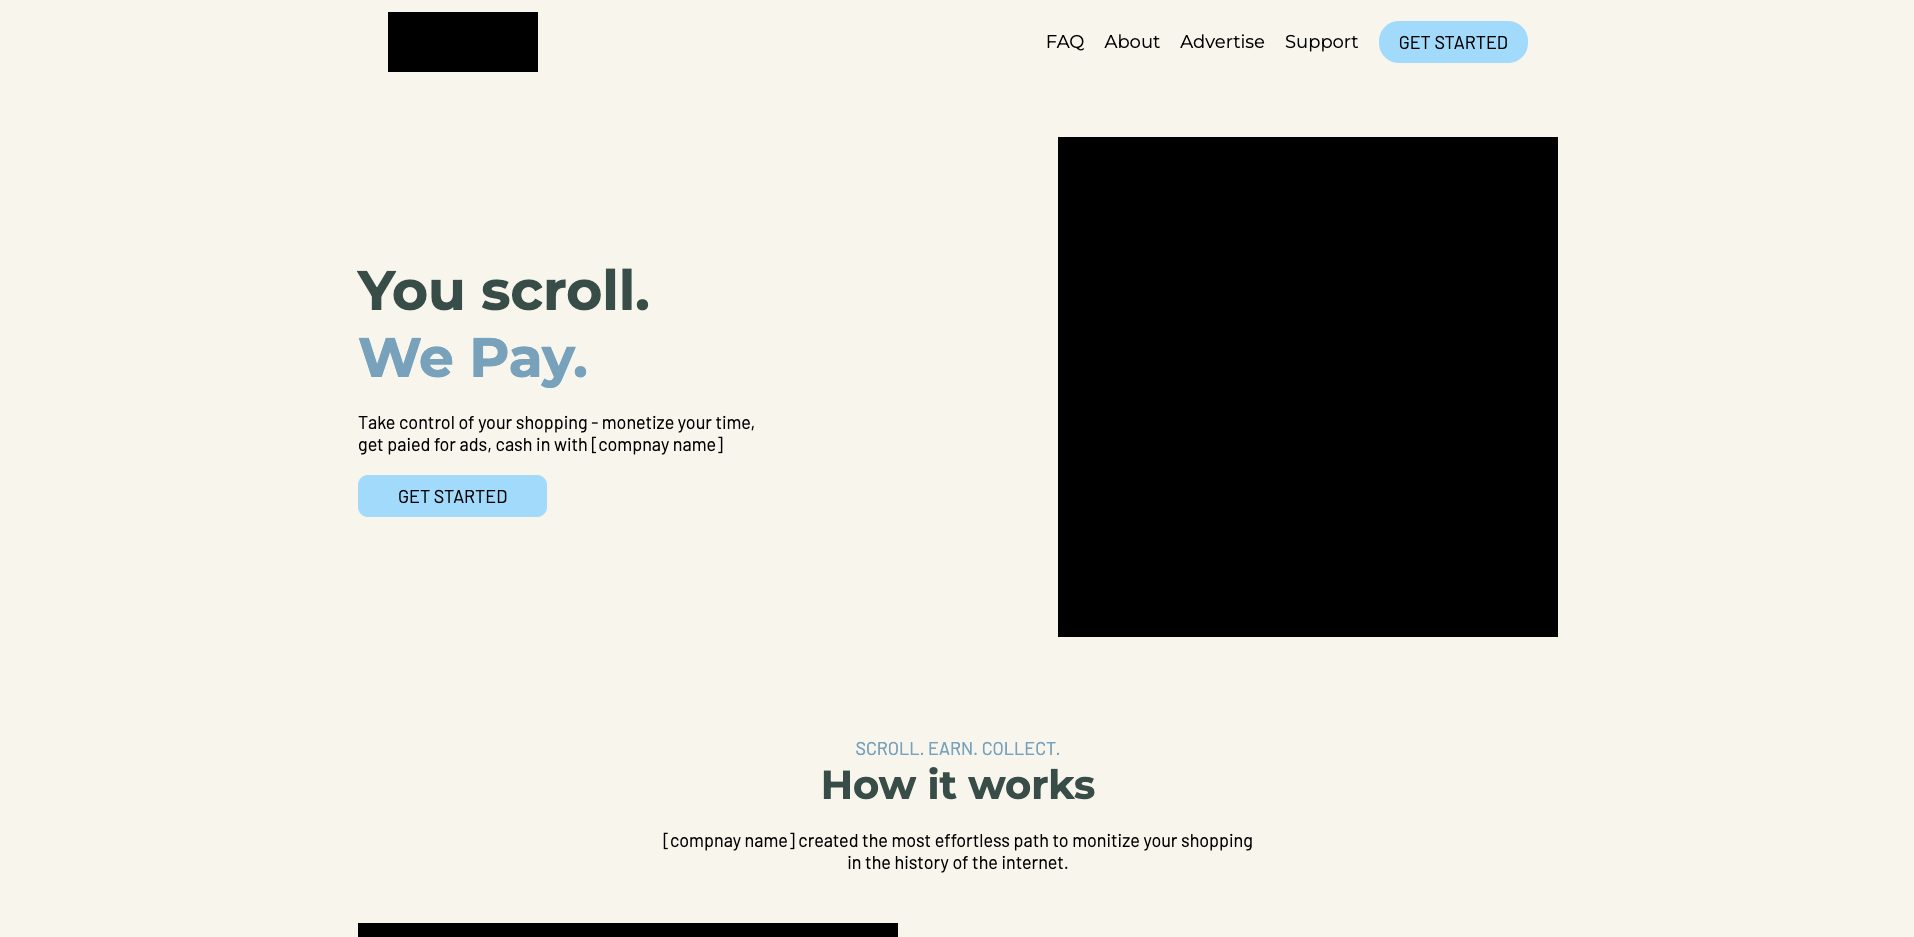 FAQ About Advertise Support GET STARTED
You scroll.
We Pay.
Take control of your shopping - monetize your time,
get paied for ads, cash in with [compnay name]
GET STARTED
SCROLL. EARN. COLLECT.
How it works
[compnay name] created the most effortless path to monitize your shopping
in the history of the internet.